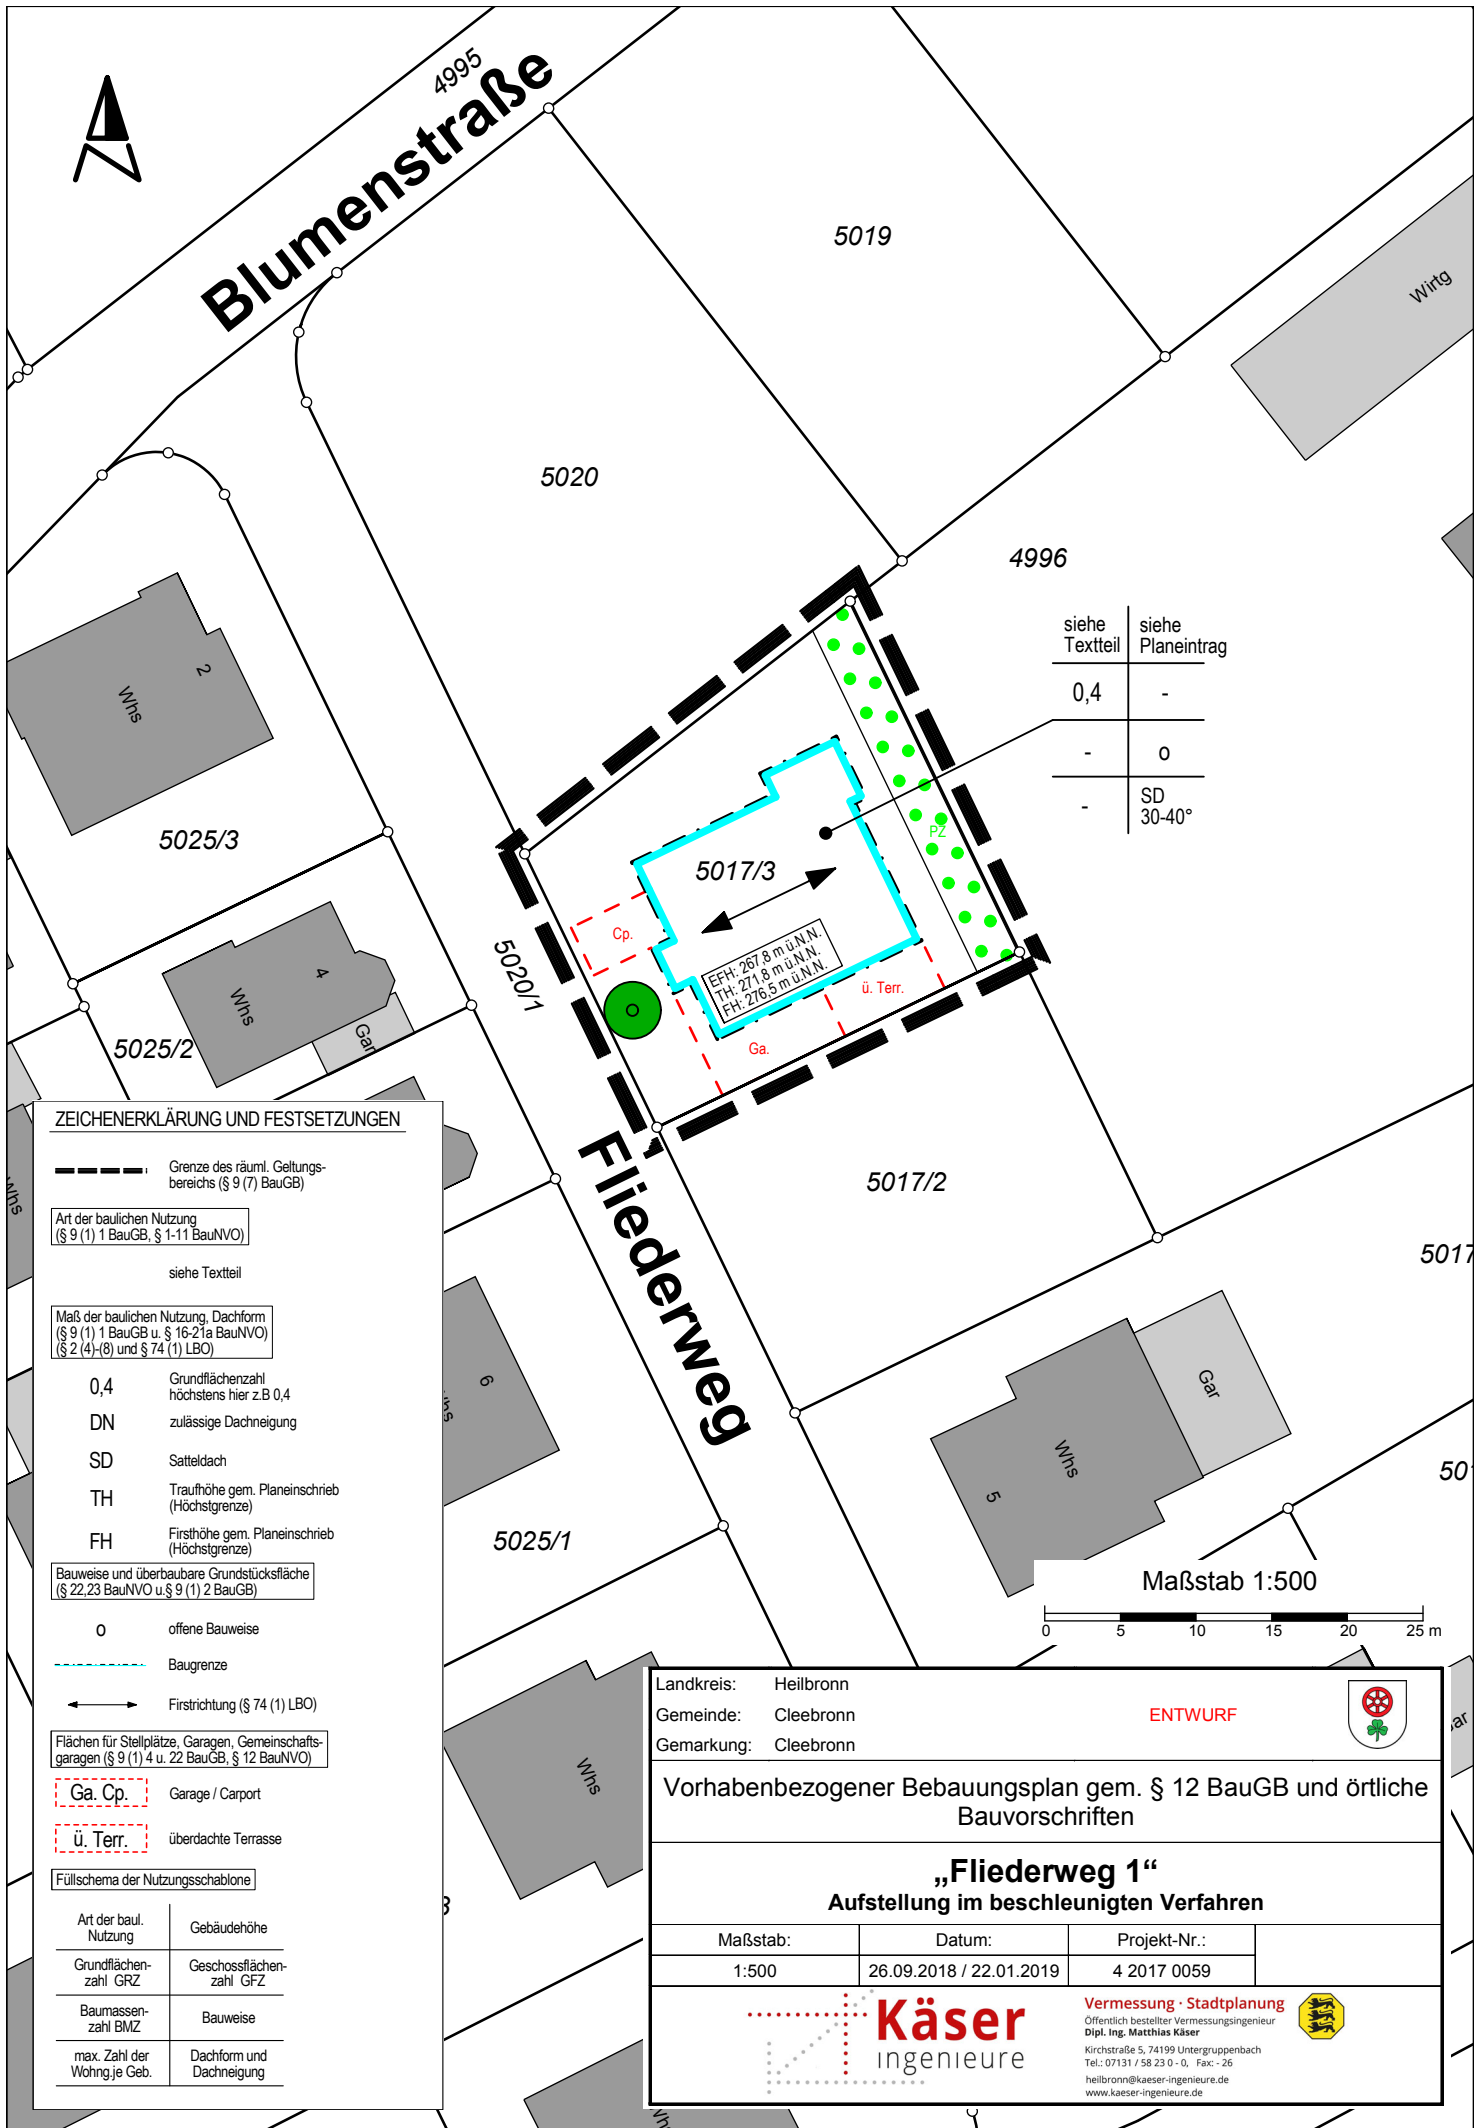 4995
Blumenstraße
5019
Wirtg
5020
4996
siehe Textteil
siehe Planeintrag
0,4
-
-
o
-
SD 30-40°
2
Whs
5025/3
5017/3
PZ
Cp.
EFH: 267,8 m ü.N.N.
TH: 271,8 m ü.N.N.
FH: 276,5 m ü.N.N.
ü. Terr.
Ga.
5020/1
4
Whs
Gar
5025/2
Fliederweg
5017/2
5017
Whs
6
Gar
Whs
5
5025/1
Whs
ZEICHENERKLÄRUNG UND FESTSETZUNGEN
Grenze des räuml. Geltungs-
bereichs (§ 9 (7) BauGB)
Art der baulichen Nutzung
(§ 9 (1) 1 BauGB, § 1-11 BauNVO)
siehe Textteil
Maß der baulichen Nutzung, Dachform
(§ 9 (1) 1 BauGB u. § 16-21a BauNVO)
(§ 2 (4)-(8) und § 74 (1) LBO)
0,4
Grundflächenzahl
höchstens hier z.B 0,4
DN
zulässige Dachneigung
SD
Satteldach
TH
Traufhöhe gem. Planeinschrieb
(Höchstgrenze)
FH
Firsthöhe gem. Planeinschrieb
(Höchstgrenze)
Bauweise und überbaubare Grundstücksfläche
(§ 22,23 BauNVO u.§ 9 (1) 2 BauGB)
o
offene Bauweise
Baugrenze
Firstrichtung (§ 74 (1) LBO)
Flächen für Stellplätze, Garagen, Gemeinschafts-
garagen (§ 9 (1) 4 u. 22 BauGB, § 12 BauNVO)
Ga. Cp.
Garage / Carport
ü. Terr.
überdachte Terrasse
Füllschema der Nutzungsschablone
Art der baul.
Nutzung
Gebäudehöhe
Grundflächen-
zahl GRZ
Geschossflächen-
zahl GFZ
Baumassen-
zahl BMZ
Bauweise
max. Zahl der
Wohng.je Geb.
Dachform und
Dachneigung
Maßstab 1:500
0 5 10 15 20 25 m
Landkreis: Heilbronn
Gemeinde: Cleebronn
Gemarkung: Cleebronn
ENTWURF
Vorhabenbezogener Bebauungsplan gem. § 12 BauGB und örtliche
Bauvorschriften
„Fliederweg 1“
Aufstellung im beschleunigten Verfahren
Maßstab: Datum: Projekt-Nr.:
1:500 26.09.2018 / 22.01.2019 4 2017 0059
Käser
ingenieure
Vermessung · Stadtplanung
Öffentlich bestellter Vermessungsingenieur
Dipl. Ing. Matthias Käser
Kirchstraße 5, 74199 Untergruppenbach
Tel.: 07131 / 58 23 0 - 0, Fax: - 26
heilbronn@kaeser-ingenieure.de
www.kaeser-ingenieure.de